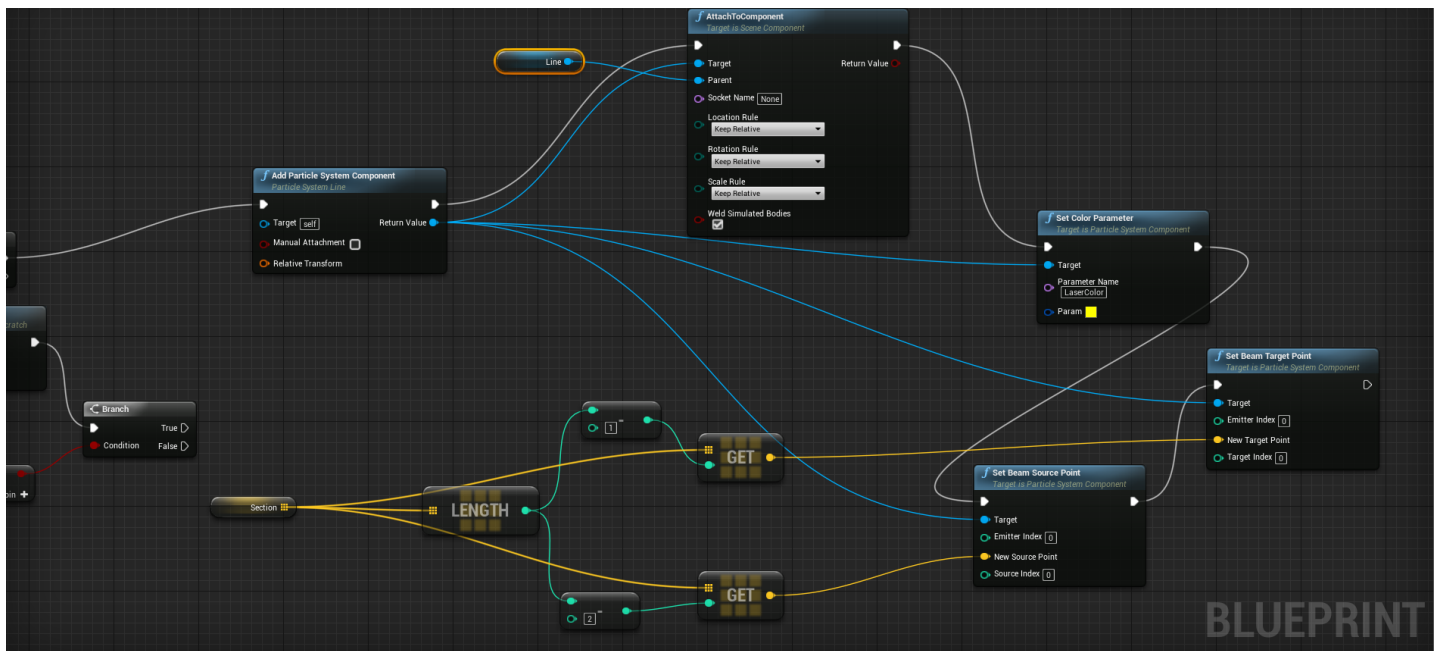 AttachToComponent
Target is Scene Component
Target
Return Value
Parent
Socket Name None
Location Rule
Keep Relative
Rotation Rule
Keep Relative
Scale Rule
Keep Relative
Weld Simulated Bodies
Line
Add Particle System Component
Particle System Line
Target self
Return Value
Manual Attachment
Relative Transform
Set Color Parameter
Target is Particle System Component
Target
Parameter Name
LaserColor
Param
Branch
True
Condition
False
Set Beam Target Point
Target is Particle System Component
Target
Emitter Index 0
New Target Point
Target Index 0
1 -
GET
Section
LENGTH
Set Beam Source Point
Target is Particle System Component
Target
Emitter Index 0
New Source Point
Source Index 0
2 -
GET
BLUEPRINT